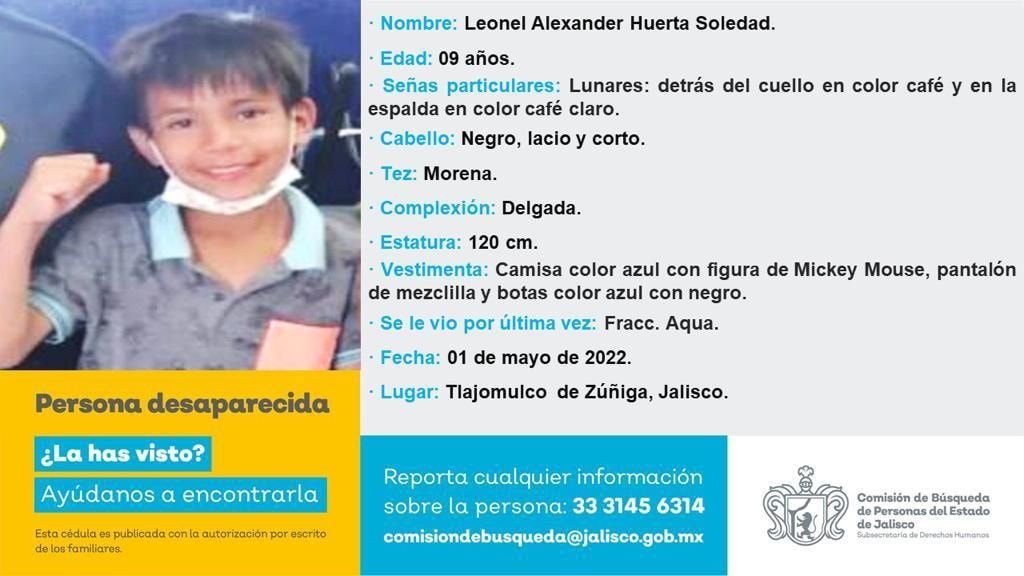 · Nombre: Leonel Alexander Huerta Soledad.
· Edad: 09 años.
· Señas particulares: Lunares: detrás del cuello en color café y en la
espalda en color café claro.
· Cabello: Negro, lacio y corto.
· Tez: Morena.
· Complexión: Delgada.
· Estatura: 120 cm.
· Vestimenta: Camisa color azul con figura de Mickey Mouse, pantalón
de mezclilla y botas color azul con negro.
· Se le vio por última vez: Fracc. Aqua.
· Fecha: 01 de mayo de 2022.
· Lugar: Tlajomulco de Zúñiga, Jalisco.
Persona desaparecida
¿La has visto?
Ayúdanos a encontrarla
Esta cédula es publicada con la autorización por escrito
de los familiares.
Reporta cualquier información
sobre la persona: 33 3145 6314
comisiondebusqueda@jalisco.gob.mx
Comisión de Búsqueda
de Personas del Estado
de Jalisco
Subsecretaría de Derechos Humanos